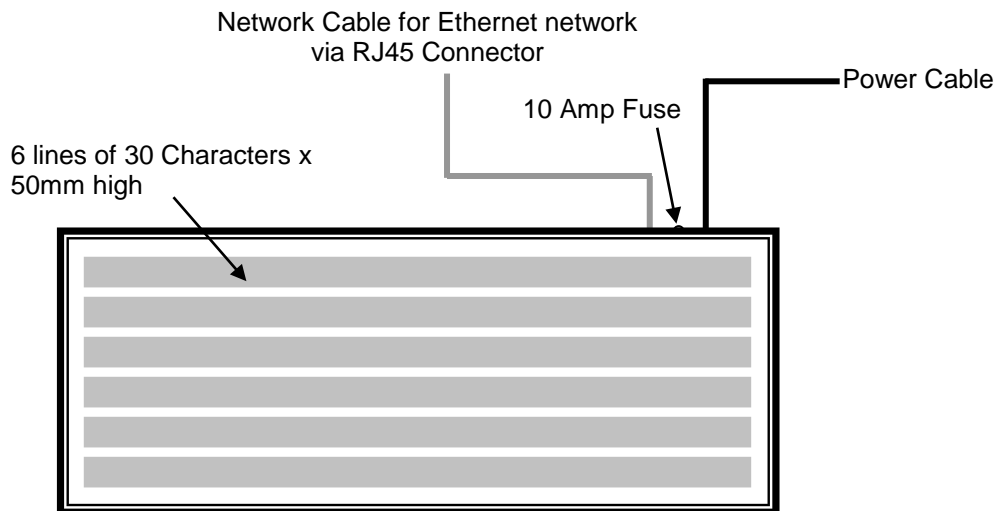 Network Cable for Ethernet network
via RJ45 Connector
Power Cable
10 Amp Fuse
6 lines of 30 Characters x
50mm high